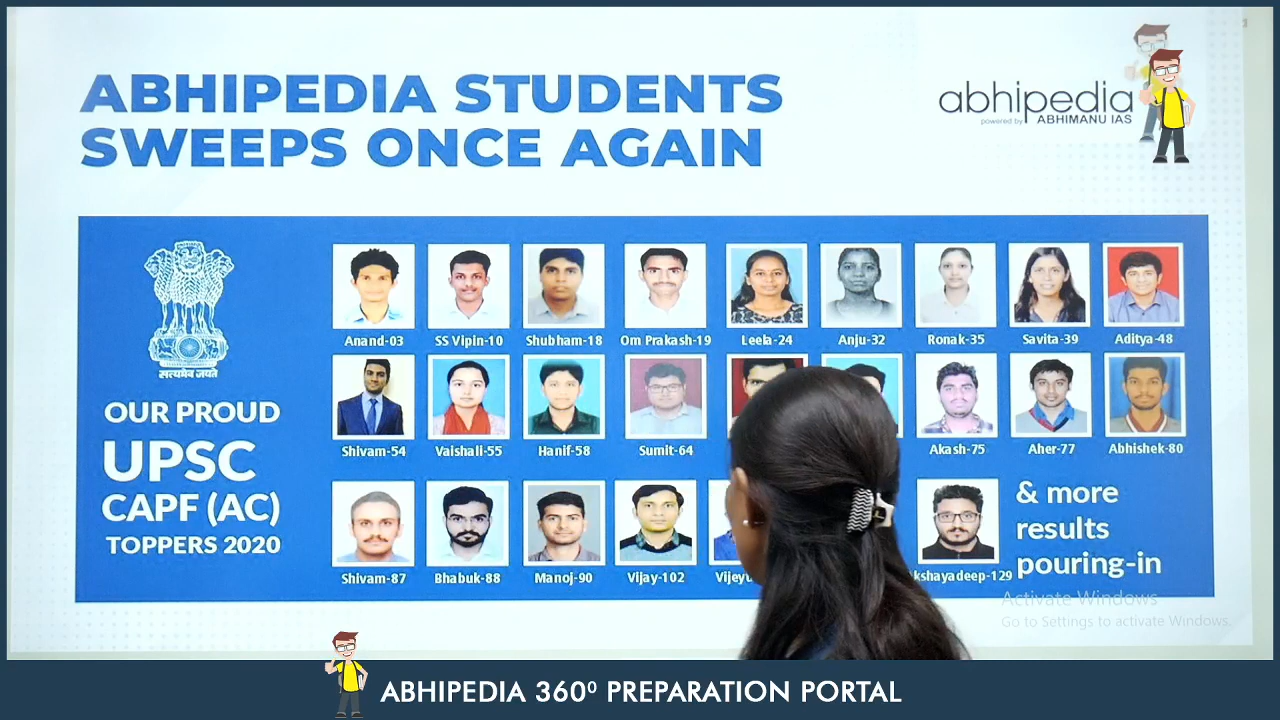 ABHIPEDIA STUDENTS
SWEEPS ONCE AGAIN
abhipedia
powered by ABHIMANU IAS
सत्यमेव जयते
OUR PROUD
UPSC
CAPF (AC)
TOPPERS 2020
Anand-03 SS Vipin-10 Shubham-18 Om Prakash-19 Leela-24 Anju-32 Ronak-35 Savita-39 Aditya-48
Shivam-54 Vaishali-55 Hanif-58 Sumit-64 Akash-75 Aher-77 Abhishek-80
Shivam-87 Bhabuk-88 Manoj-90 Vijay-102 Vijeyu kshayadeep-129
& more
results
pouring-in
Activate Windows
Go to Settings to activate Windows.
ABHIPEDIA 360⁰ PREPARATION PORTAL